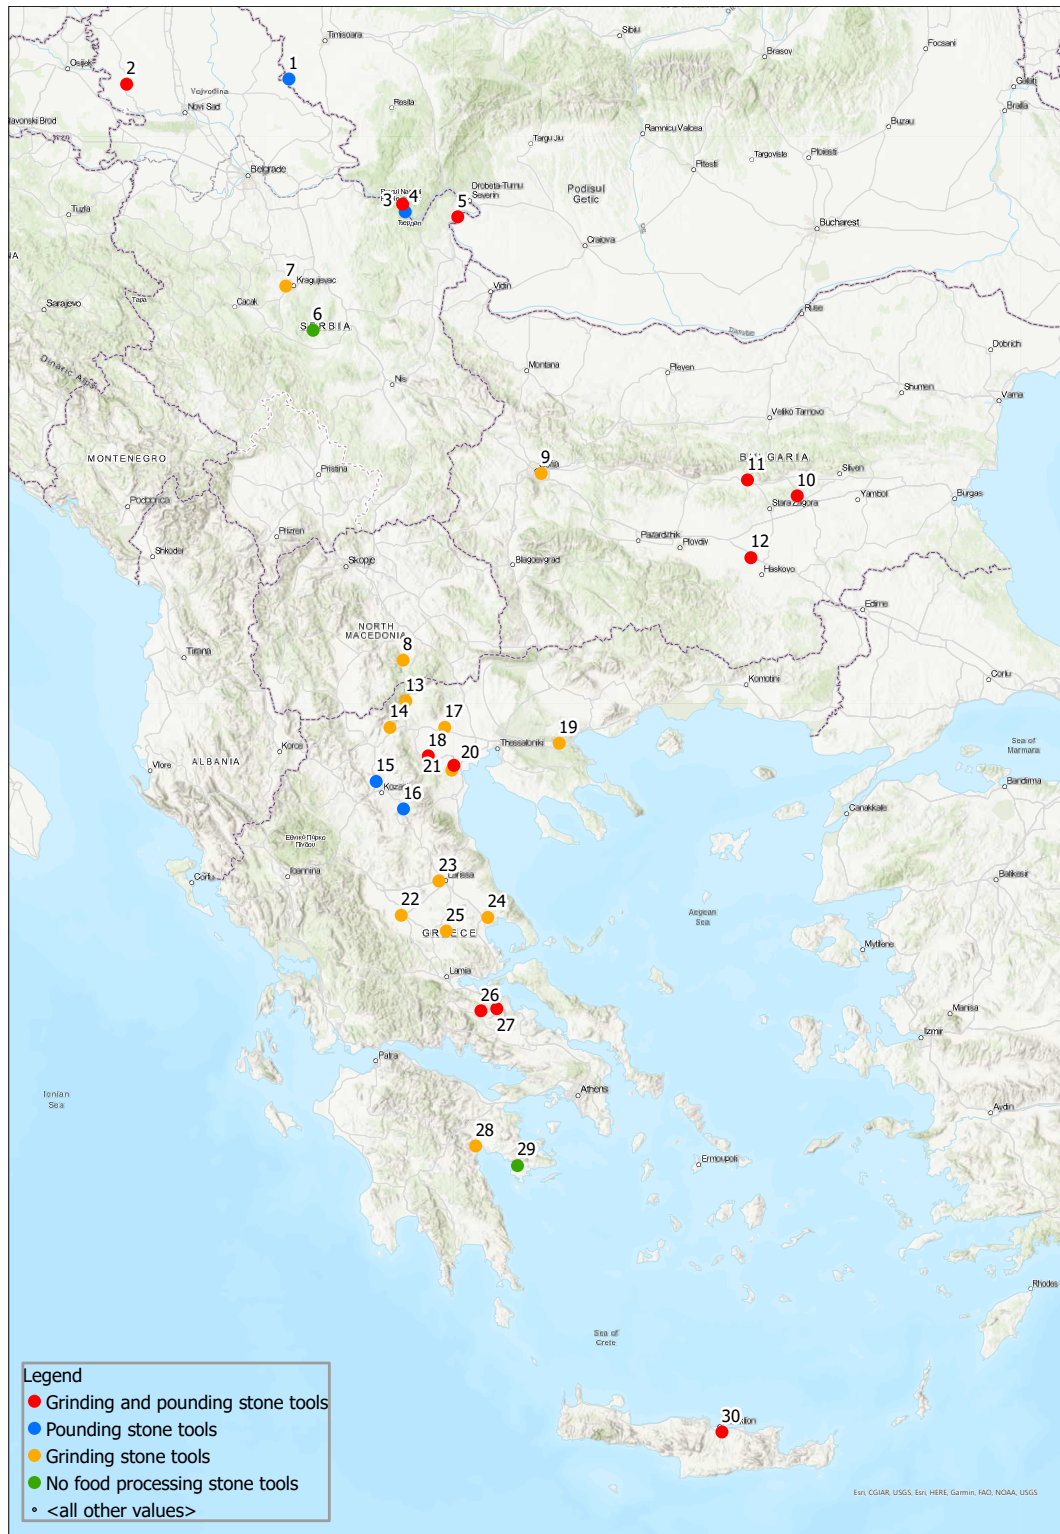 Timisoara
Sibiu
Brasov
Focsani
Osijek
2
1
Vojvodina
Novi Sad
Resita
Galati
Braila
Ramnicu Valcea
Buzau
Targu Jiu
Targoviste
Ploiesti
Pitesti
Belgrade
Drobeta-Turnu
Severin
Podisul
Getic
3
4
5
Tuzla
Craiova
Bucharest
7
Kragujevac
Cacak
Vidin
Sarajevo
Tara
6
SERBIA
Ruse
Danube
Dobrich
Dinaric Alps
Montana
Pleven
Nis
Shumen
Varna
Veliko Tarnovo
MONTENEGRO
Pristina
9
BULGARIA
11
10
Sliven
Podgorica
Stara Zagora
Yambol
Burgas
Prizren
Pazardzhik
Plovdiv
12
Shkoder
Skopje
Blagoevgrad
Haskovo
Edirne
NORTH
MACEDONIA
8
Tirana
Komotini
Corlu
13
14
17
19
18
20
Thessaloniki
Sea of
Marmara
Korce
ALBANIA
21
Vlore
15
16
Bandirma
Canakkale
Εθνικό Πάρκο
Πίνδου
Ioannina
Corfu
23
Larissa
Balikesir
22
24
25
GREECE
Aegean
Sea
Mytilene
Lamia
26
27
Manisa
Izmir
Patra
Athens
Ionian
Sea
Aydin
28
29
Ermoupoli
Rhodes
Sea of
Crete
30
Legend
Grinding and pounding stone tools
Pounding stone tools
Grinding stone tools
No food processing stone tools
<all other values>
Esri, CGIAR, USGS, Esri, HERE, Garmin, FAO, NOAA, USGS